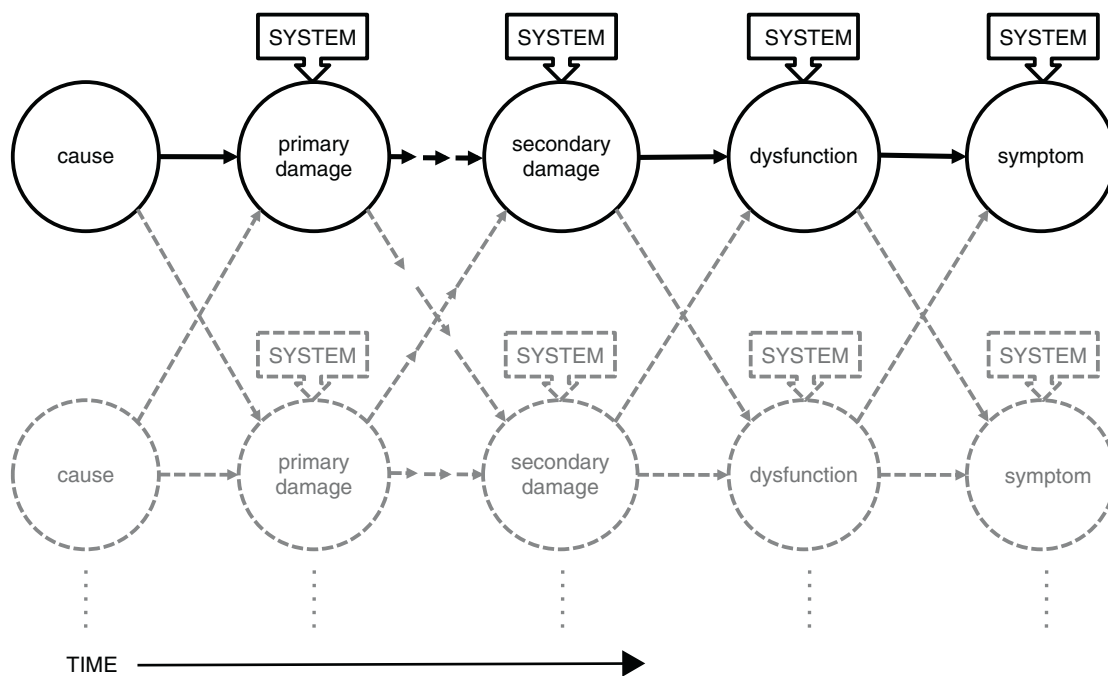 SYSTEM
SYSTEM
SYSTEM
SYSTEM
cause
primary
damage
secondary
damage
dysfunction
symptom
SYSTEM
SYSTEM
SYSTEM
SYSTEM
cause
primary
damage
secondary
damage
dysfunction
symptom
TIME